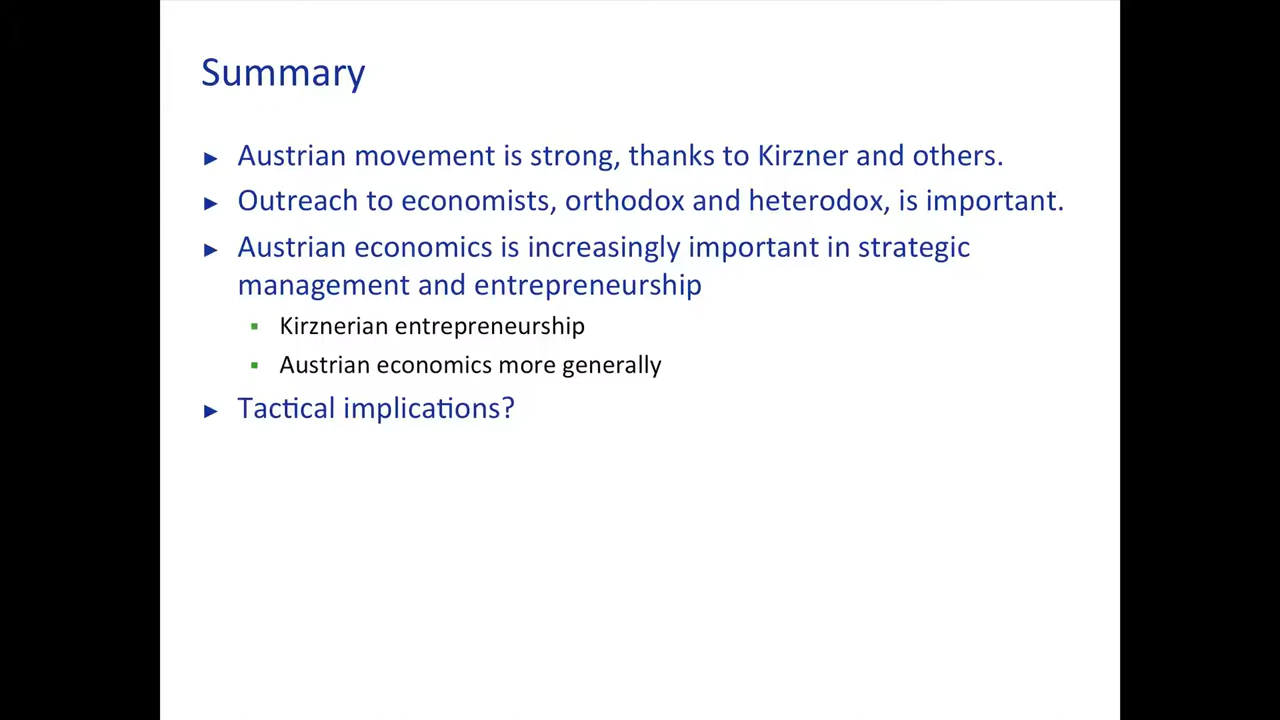 Summary
► Austrian movement is strong, thanks to Kirzner and others.
► Outreach to economists, orthodox and heterodox, is important.
► Austrian economics is increasingly important in strategic
management and entrepreneurship
▪ Kirznerian entrepreneurship
▪ Austrian economics more generally
► Tactical implications?